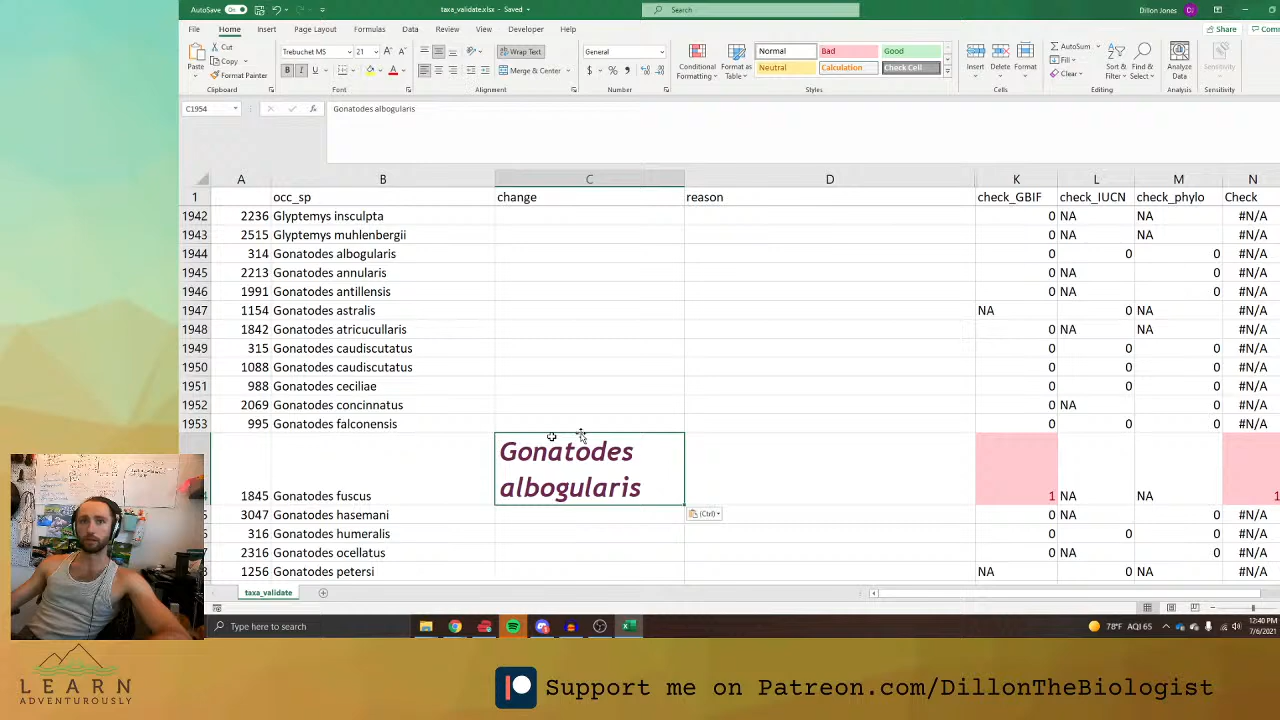 AutoSave On taxa_validate.xlsx - Saved Search Dillon Jones DJ
File Home Insert Page Layout Formulas Data Review View Help Share Comm
Paste Cut Copy Format Painter Trebuchet MS 21 Wrap Text Merge & Center General Conditional Formatting Format as Table Normal Bad Good Neutral Calculation Check Cell Insert Delete Format AutoSum Fill Clear Sort & Filter Find & Select Analyze Data Sensitivity
Clipboard Font Alignment Number Styles Cells Editing Analysis Sensitivity
C1954 Gonatodes albogularis
A B C D K L M N
1 occ_sp change reason check_GBIF check_IUCN check_phylo Check
1942 2236 Glyptemys insculpta 0 NA NA #N/A
1943 2515 Glyptemys muhlenbergii 0 NA NA #N/A
1944 314 Gonatodes albogularis 0 0 0 #N/A
1945 2213 Gonatodes annularis 0 NA 0 #N/A
1946 1991 Gonatodes antillensis 0 NA 0 #N/A
1947 1154 Gonatodes astralis NA 0 NA #N/A
1948 1842 Gonatodes atricucullaris 0 NA NA #N/A
1949 315 Gonatodes caudiscutatus 0 0 0 #N/A
1950 1088 Gonatodes caudiscutatus 0 0 0 #N/A
1951 988 Gonatodes ceciliae 0 0 0 #N/A
1952 2069 Gonatodes concinnatus 0 NA 0 #N/A
1953 995 Gonatodes falconensis 0 0 0 #N/A
Gonatodes
albogularis
4 1845 Gonatodes fuscus 1 NA NA 1
5 3047 Gonatodes hasemani 0 NA 0 #N/A
(Ctrl)
6 316 Gonatodes humeralis 0 0 0 #N/A
7 2316 Gonatodes ocellatus 0 NA 0 #N/A
8 1256 Gonatodes petersi NA 0 NA #N/A
taxa_validate
Type here to search 78°F AQI 65 12:40 PM
7/6/2021
LEARN
ADVENTUROUSLY
Support me on Patreon.com/DillonTheBiologist